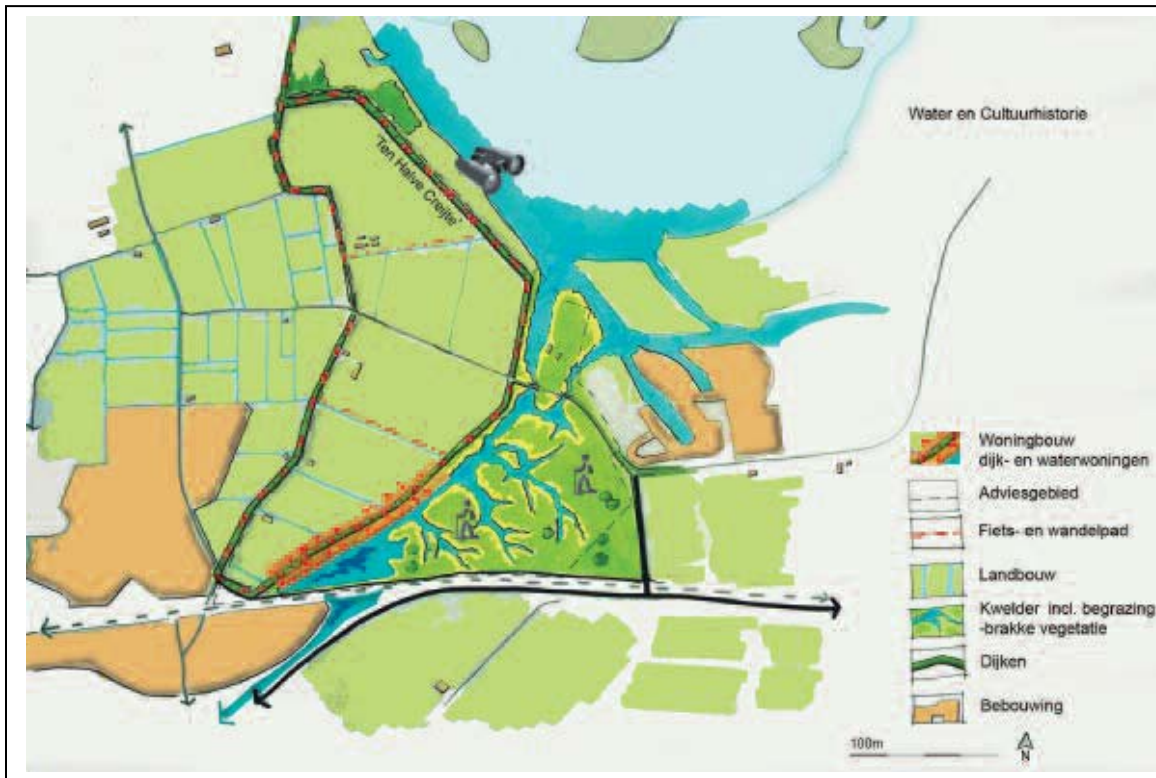 Water en Cultuurhistorie
'Ten Halve Creijte'
Woningbouw
dijk- en waterwoningen
Adviesgebied
Fiets- en wandelpad
Landbouw
Kwelder incl. begrazing
-brakke vegetatie
Dijken
Bebouwing
100m
N